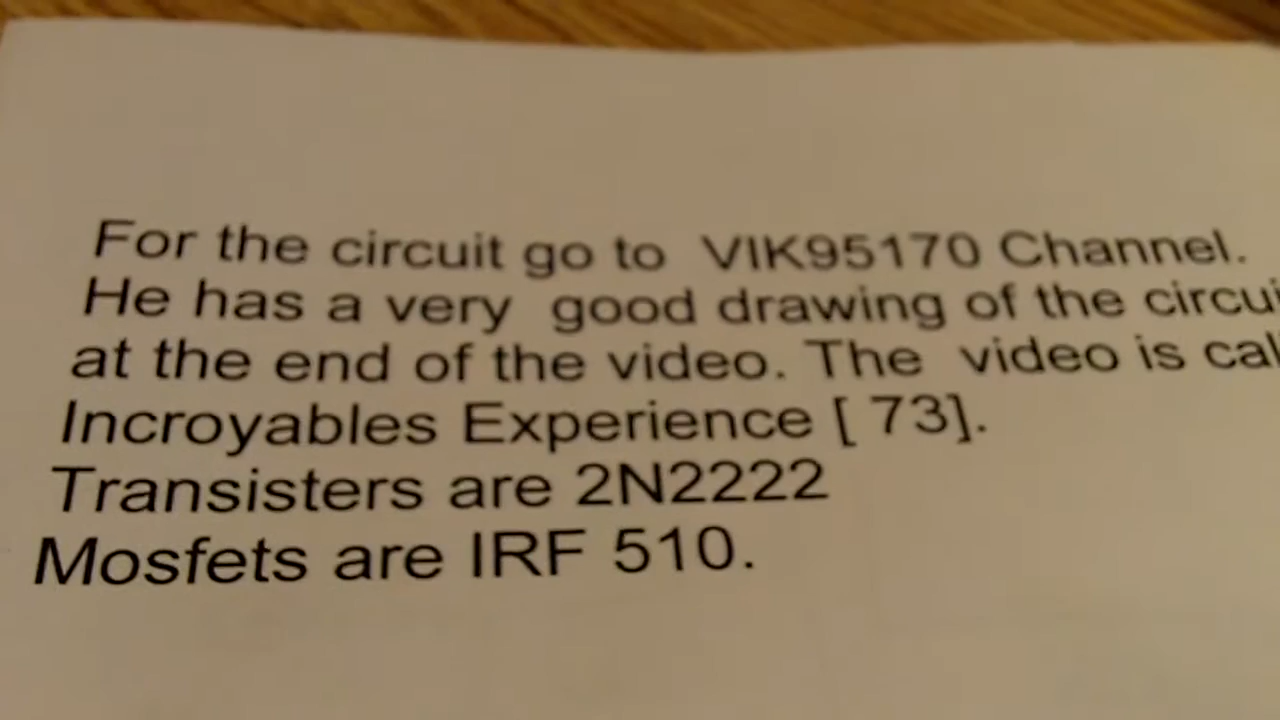 For the circuit go to VIK95170 Channel.
He has a very good drawing of the
at the end of the video. The video is
Incroyables Experience [ 73].
Transisters are 2N2222
Mosfets are IRF 510.